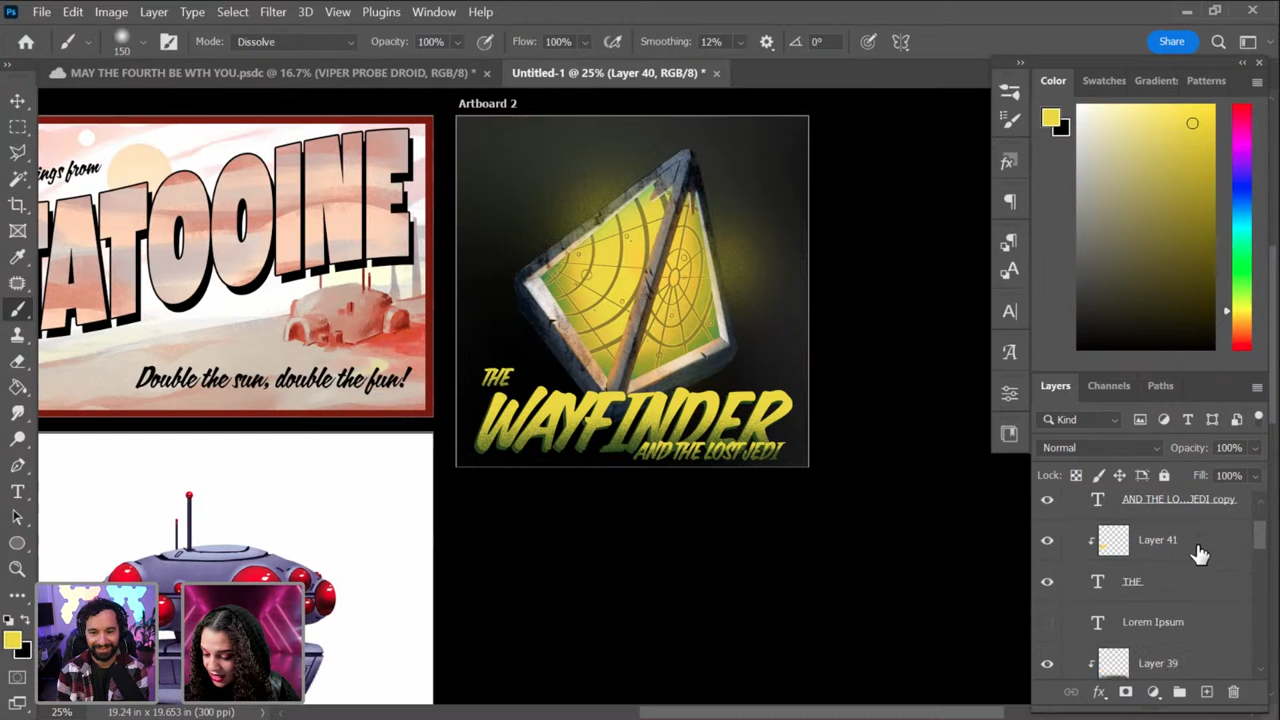 Ps File Edit Image Layer Type Select Filter 3D View Plugins Window Help
150 Mode: Dissolve Opacity: 100% Flow: 100% Smoothing: 12% 0° Share
MAY THE FOURTH BE WTH YOU.psdc @ 16.7% (VIPER PROBE DROID, RGB/8) * × Untitled-1 @ 25% (Layer 40, RGB/8) * ×
Color Swatches Gradient: Patterns
Artboard 2
ings from
TATOOINE
Double the sun, double the fun!
THE
WAYFINDER
AND THE LOST JEDI
fx
Layers Channels Paths
Kind
Normal Opacity: 100%
Lock: Fill: 100%
AND THE LO...JEDI copy
Layer 41
THE
Lorem Ipsum
Layer 39
fx
25% 19.24 in x 19.653 in (300 ppi)